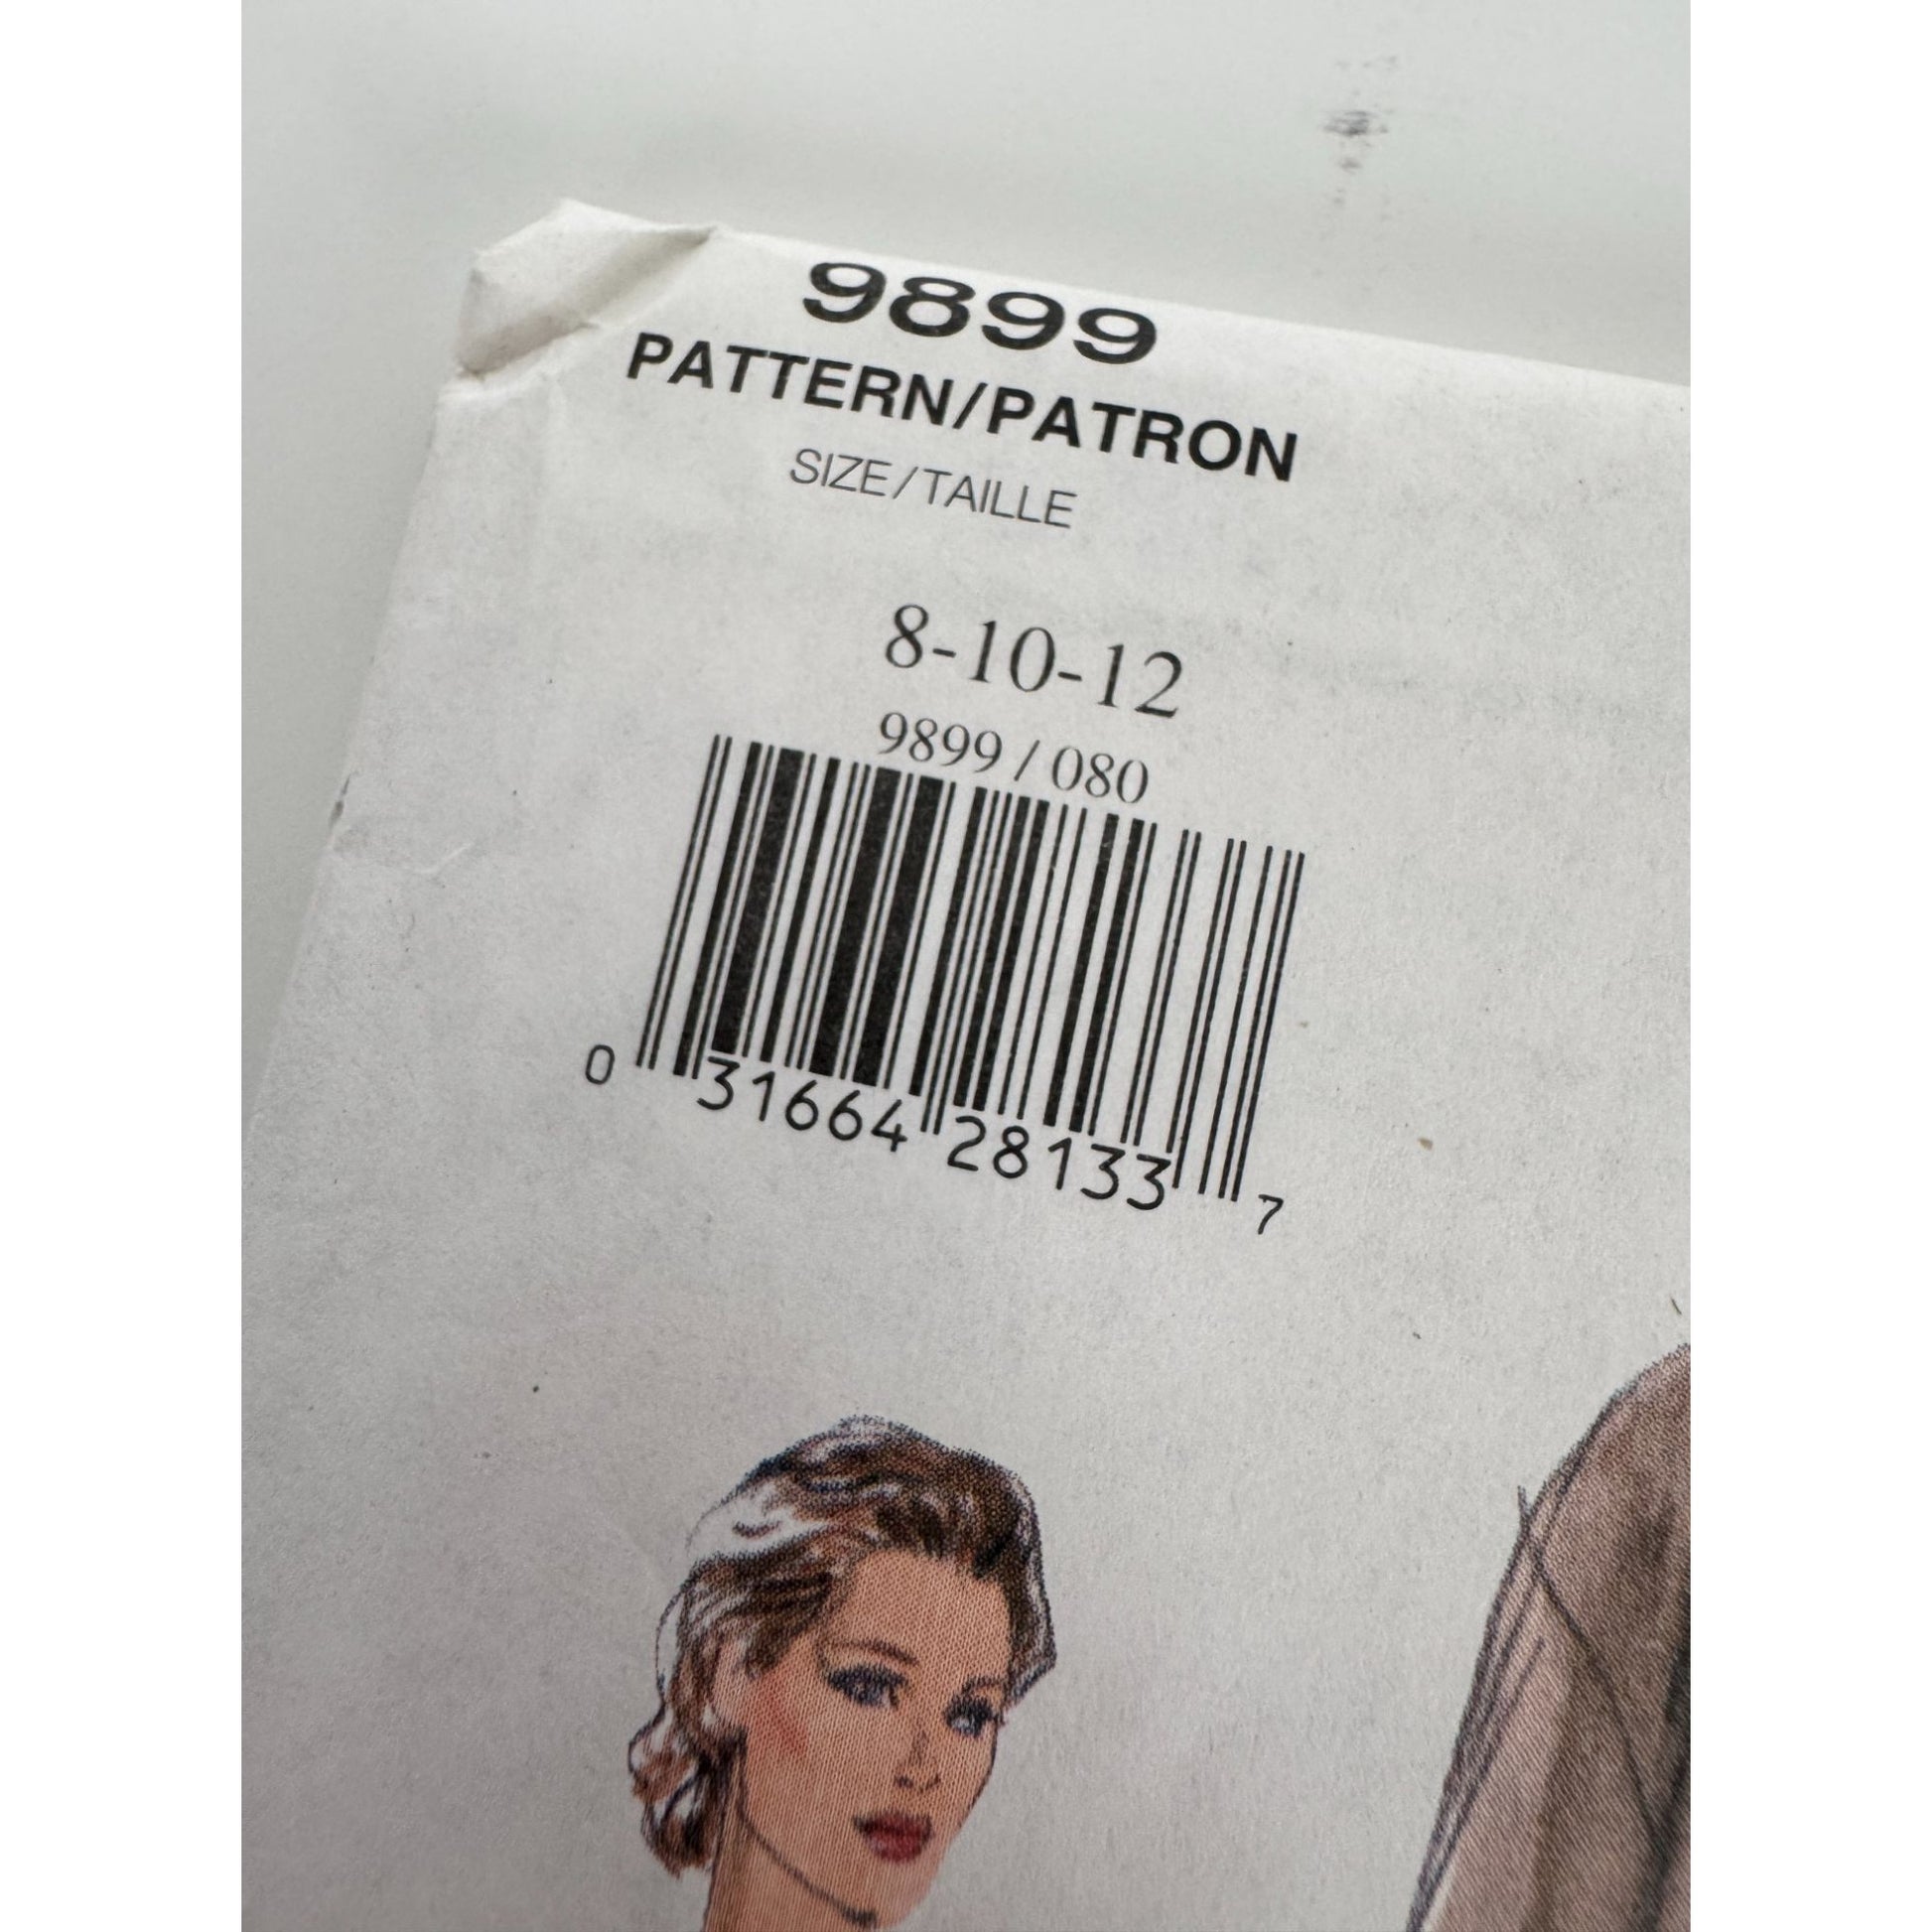 9899
PATTERN/PATRON
SIZE/TAILLE
8-10-12
9899 / 080
0 31664 28133 7